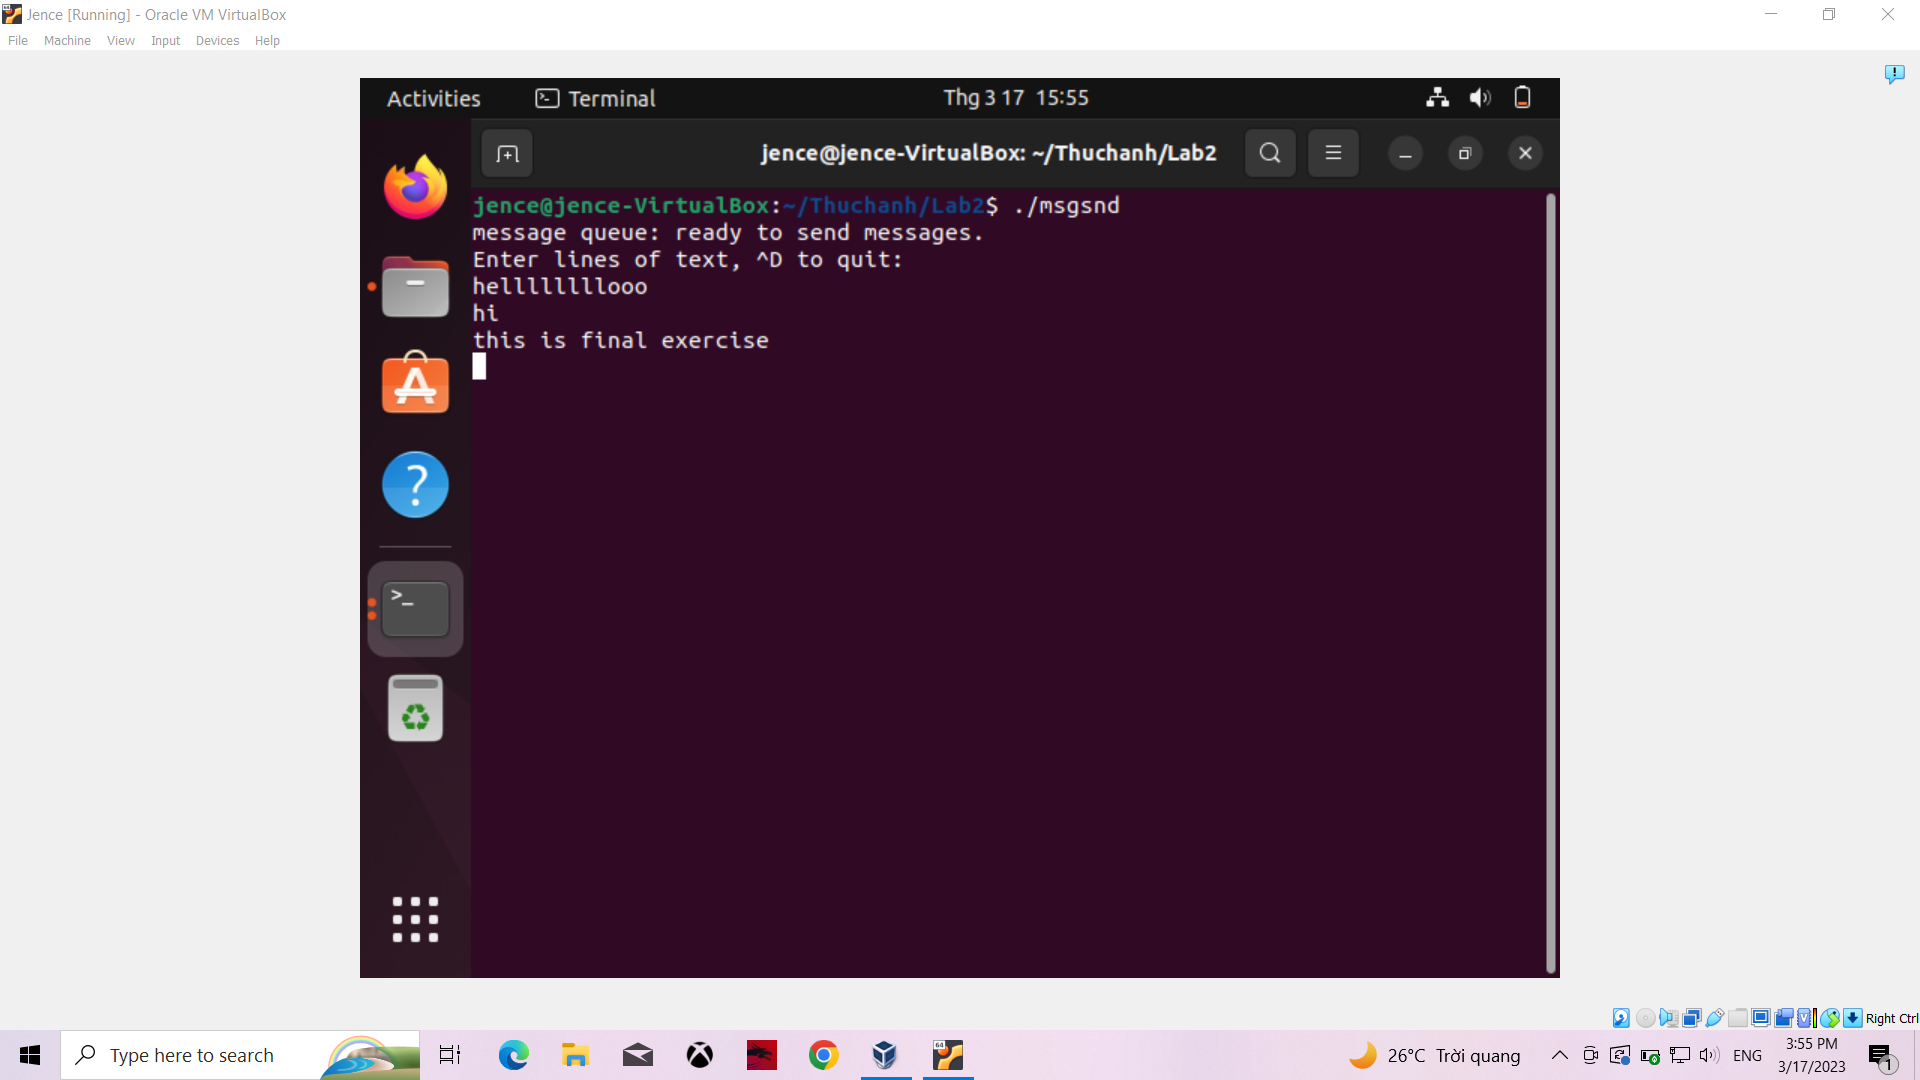 Jence [Running] - Oracle VM VirtualBox
File Machine View Input Devices Help
Activities Terminal Thg 3 17 15:55
jence@jence-VirtualBox: ~/Thuchanh/Lab2
jence@jence-VirtualBox:~/Thuchanh/Lab2$ ./msgsnd
message queue: ready to send messages.
Enter lines of text, ^D to quit:
helllllllllooo
hi
this is final exercise
Right Ctrl
Type here to search
26°C Trời quang
ENG
3:55 PM
3/17/2023
1